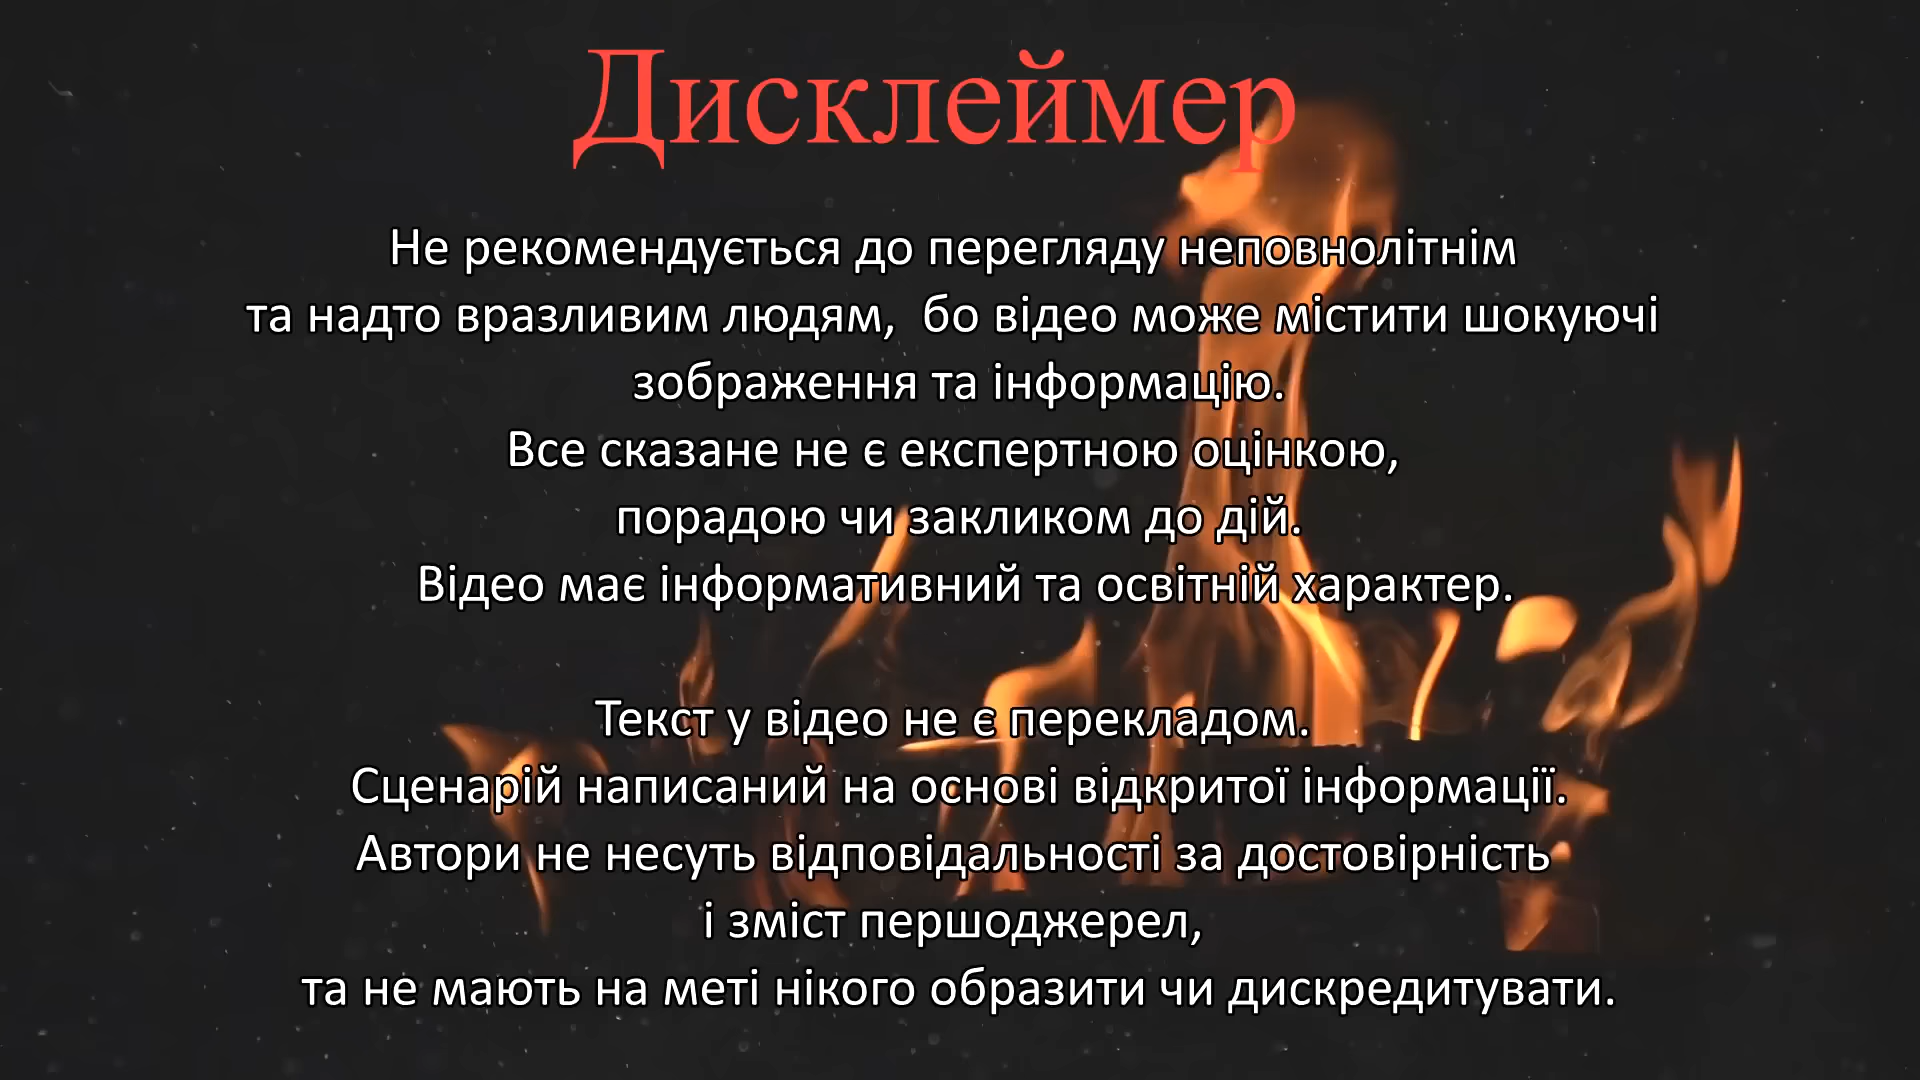 Дисклеймер
Не рекомендується до перегляду неповнолітнім
та надто вразливим людям,  бо відео може містити шокуючі
зображення та інформацію.
Все сказане не є експертною оцінкою,
порадою чи закликом до дій.
Відео має інформативний та освітній характер.
Текст у відео не є перекладом.
Сценарій написаний на основі відкритої інформації.
Автори не несуть відповідальності за достовірність
і зміст першоджерел,
та не мають на меті нікого образити чи дискредитувати.